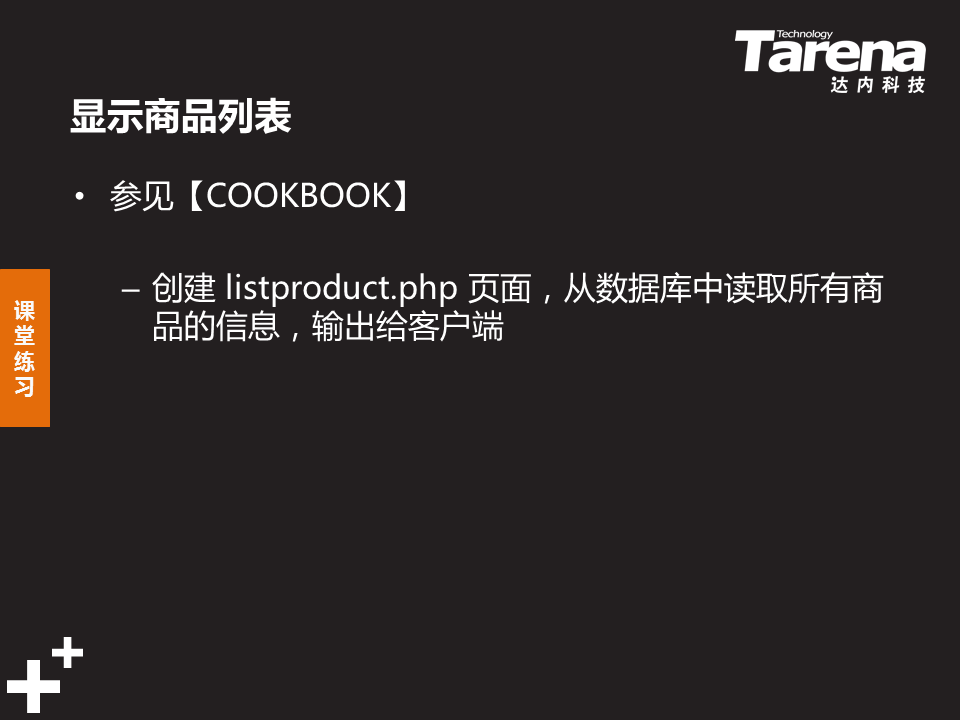 Technology
Tarena
达内科技
显示商品列表
• 参见【COOKBOOK】
– 创建 listproduct.php 页面，从数据库中读取所有商
品的信息，输出给客户端
课
堂
练
习